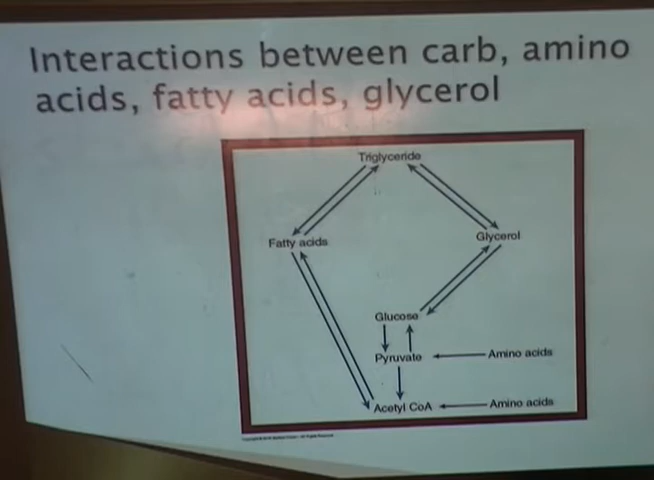 Interactions between carb, amino
acids, fatty acids, glycerol
Triglyceride
Fatty acids
Glycerol
Glucose
Pyruvate
Amino acids
Acetyl CoA
Amino acids